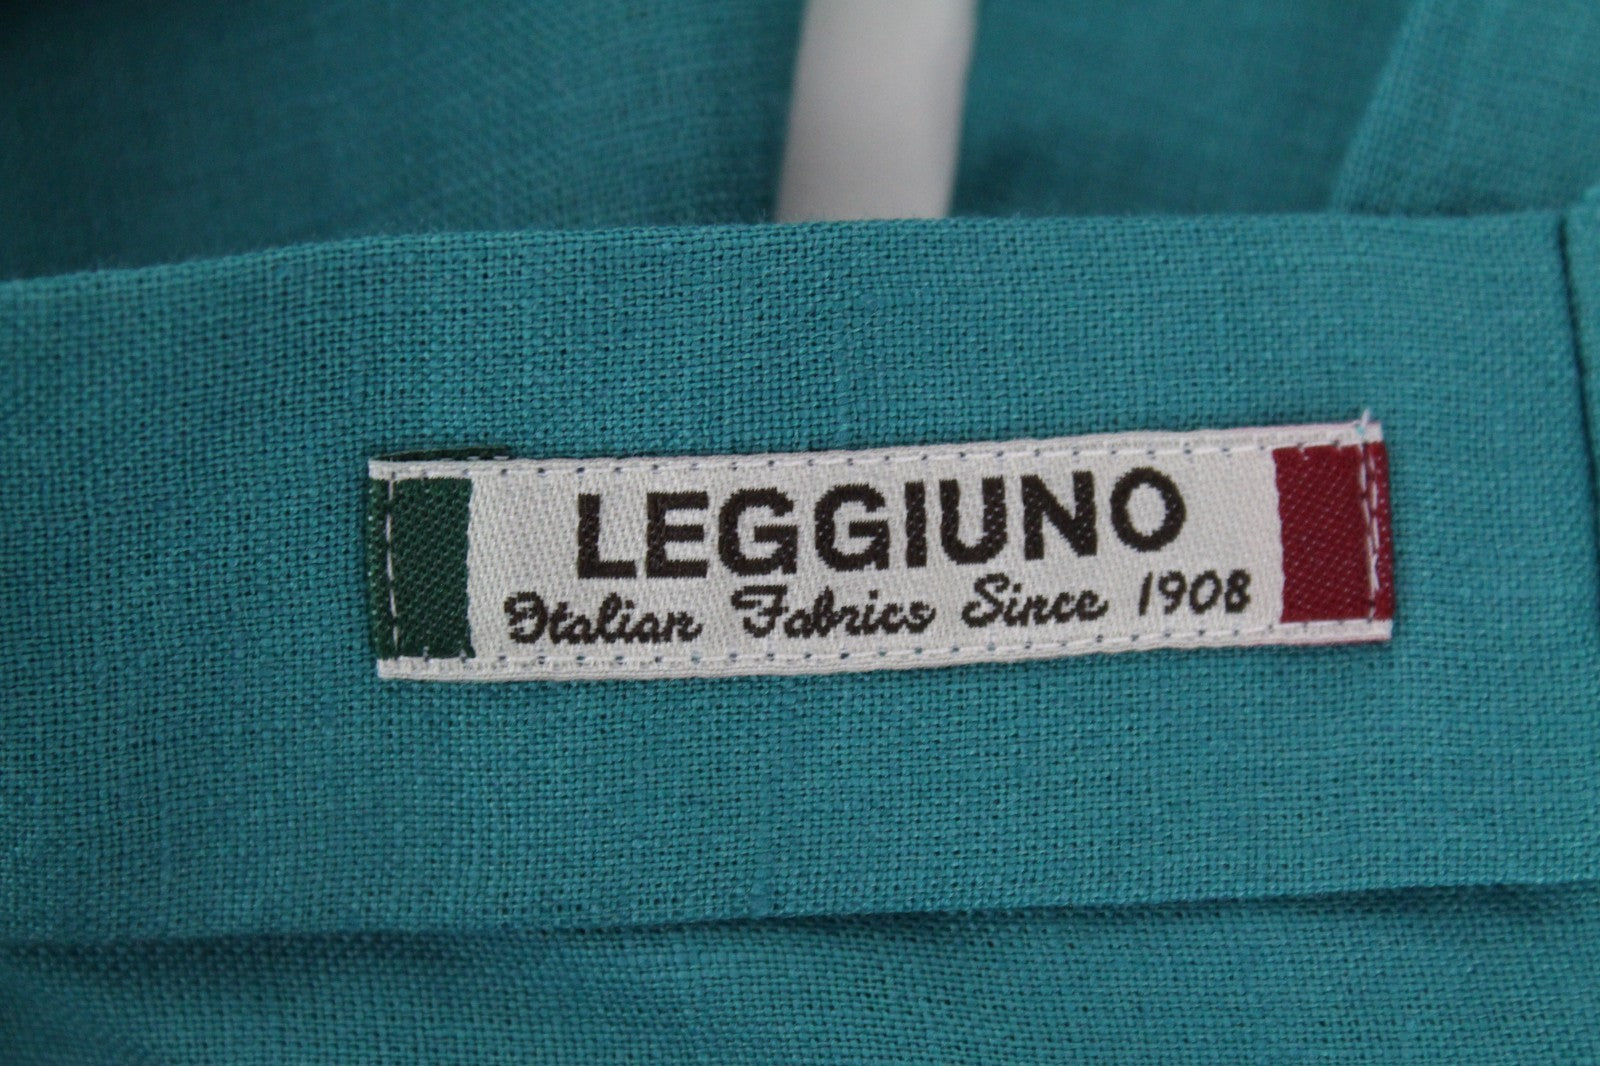 LEGGIUNO
Italian Fabrics Since 1908